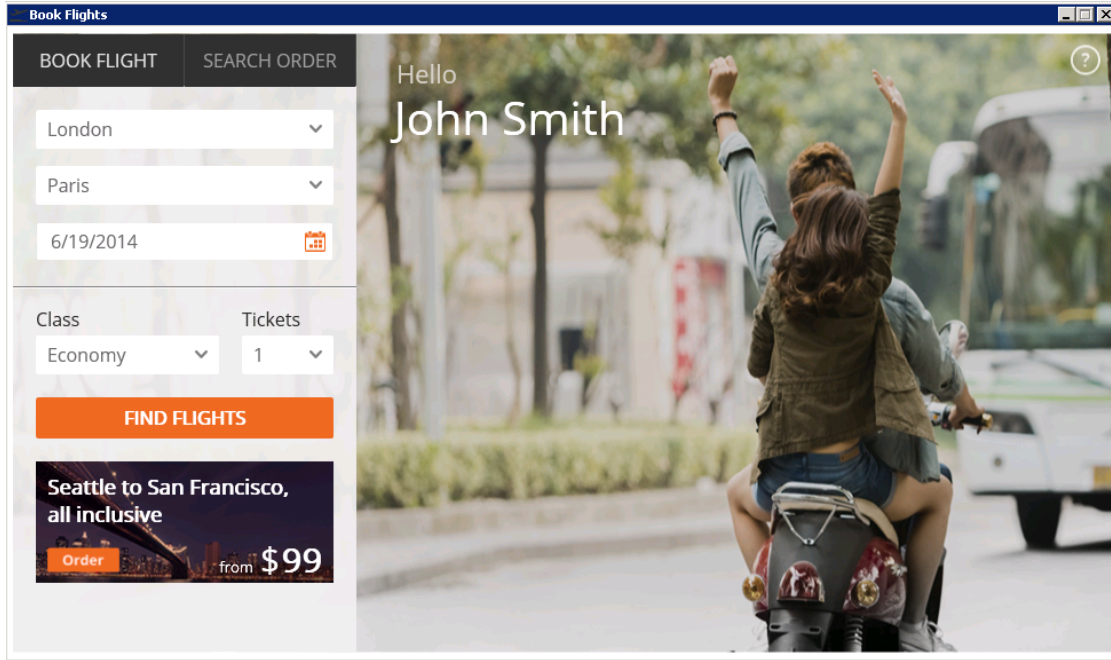 Book Flights
BOOK FLIGHT
SEARCH ORDER
London
Paris
6/19/2014
Class
Tickets
Economy
1
FIND FLIGHTS
Seattle to San Francisco,
all inclusive
Order
from $99
Hello
John Smith
?